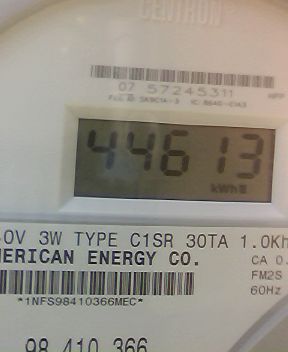 CENTRON
07 57245311
44613
kWh
0V 3W TYPE C1SR 30TA 1.0Kh
MERICAN ENERGY CO.
CA 0.
FM2S
60Hz
*1NFS98410366MEC*
98 410 366